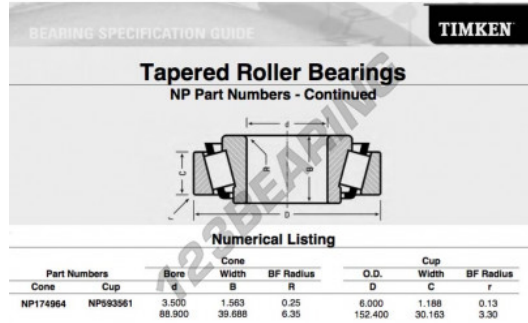 BEARING SPECIFICATION GUIDE
TIMKEN
Tapered Roller Bearings
NP Part Numbers - Continued
d
C
R
B
r
D
123BEARING
Numerical Listing
Cone Cup
Part Numbers Bore Width BF Radius O.D. Width BF Radius
Cone Cup d B R D C r
NP174964 NP593561 3.500 1.563 0.25 6.000 1.188 0.13
88.900 39.688 6.35 152.400 30.163 3.30